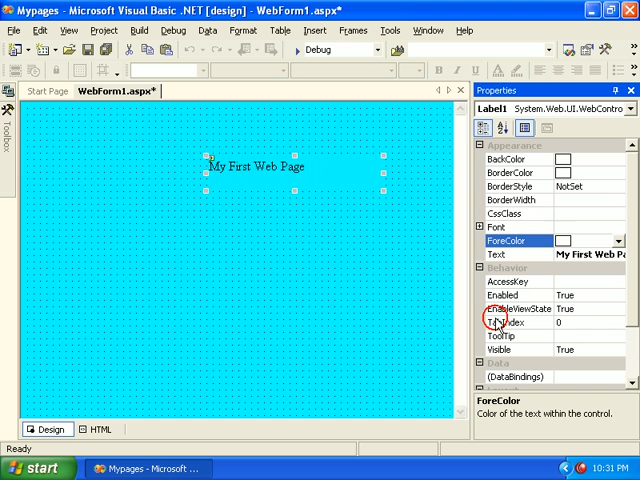 Mypages - Microsoft Visual Basic .NET [design] - WebForm1.aspx*
File Edit View Project Build Debug Data Format Table Insert Frames Tools Window Help
Debug
Start Page WebForm1.aspx*
Toolbox
My First Web Page
Design HTML
Properties
Label1 System.Web.UI.WebContro
Appearance
BackColor
BorderColor
BorderStyle NotSet
BorderWidth
CssClass
Font
ForeColor
Text My First Web Pa
Behavior
AccessKey
Enabled True
EnableViewState True
TabIndex 0
ToolTip
Visible True
Data
(DataBindings)
ForeColor
Color of the text within the control.
Ready
start Mypages - Microsoft ... 10:31 PM